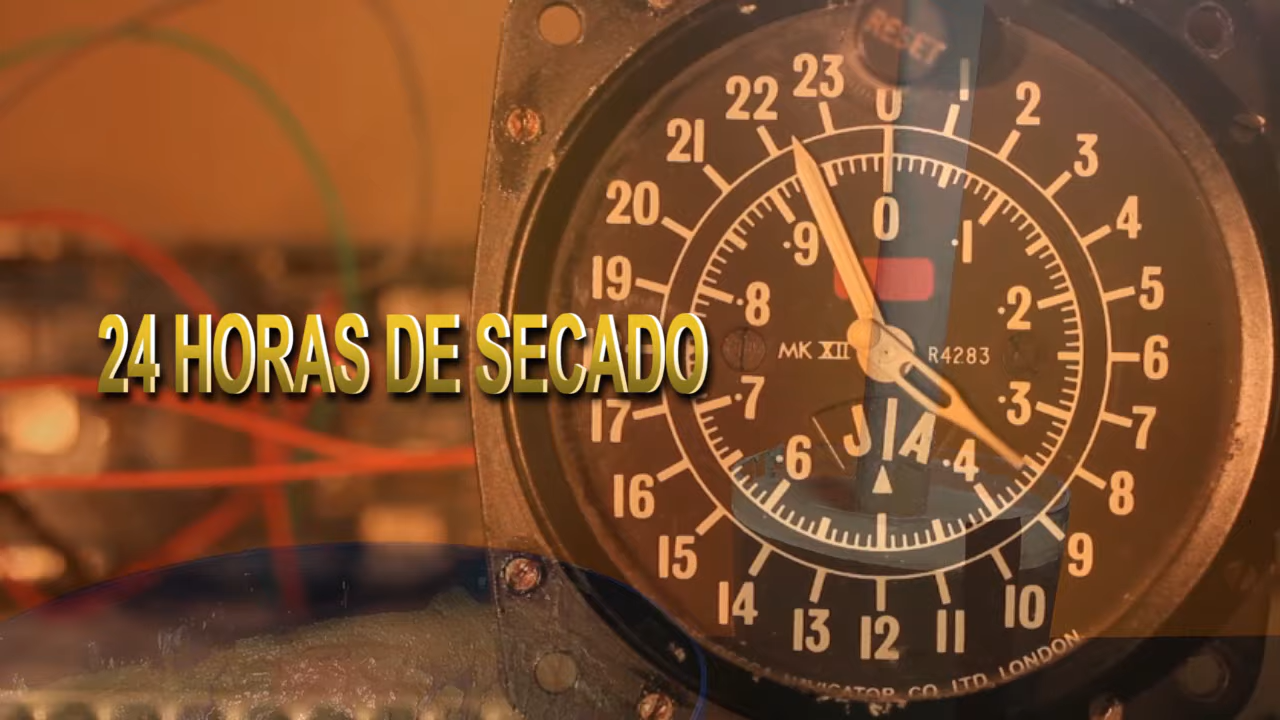 RESET
23 0 1 2 3 4 5 6 7 8 9 10 11 12 13 14 15 16 17
19 20 21 22
0 .1 .2 .3 .4
.6 .7 .8 .9
24 HORAS DE SECADO
MK XII R4283
J A
NAVIGATOR CO LTD LONDON